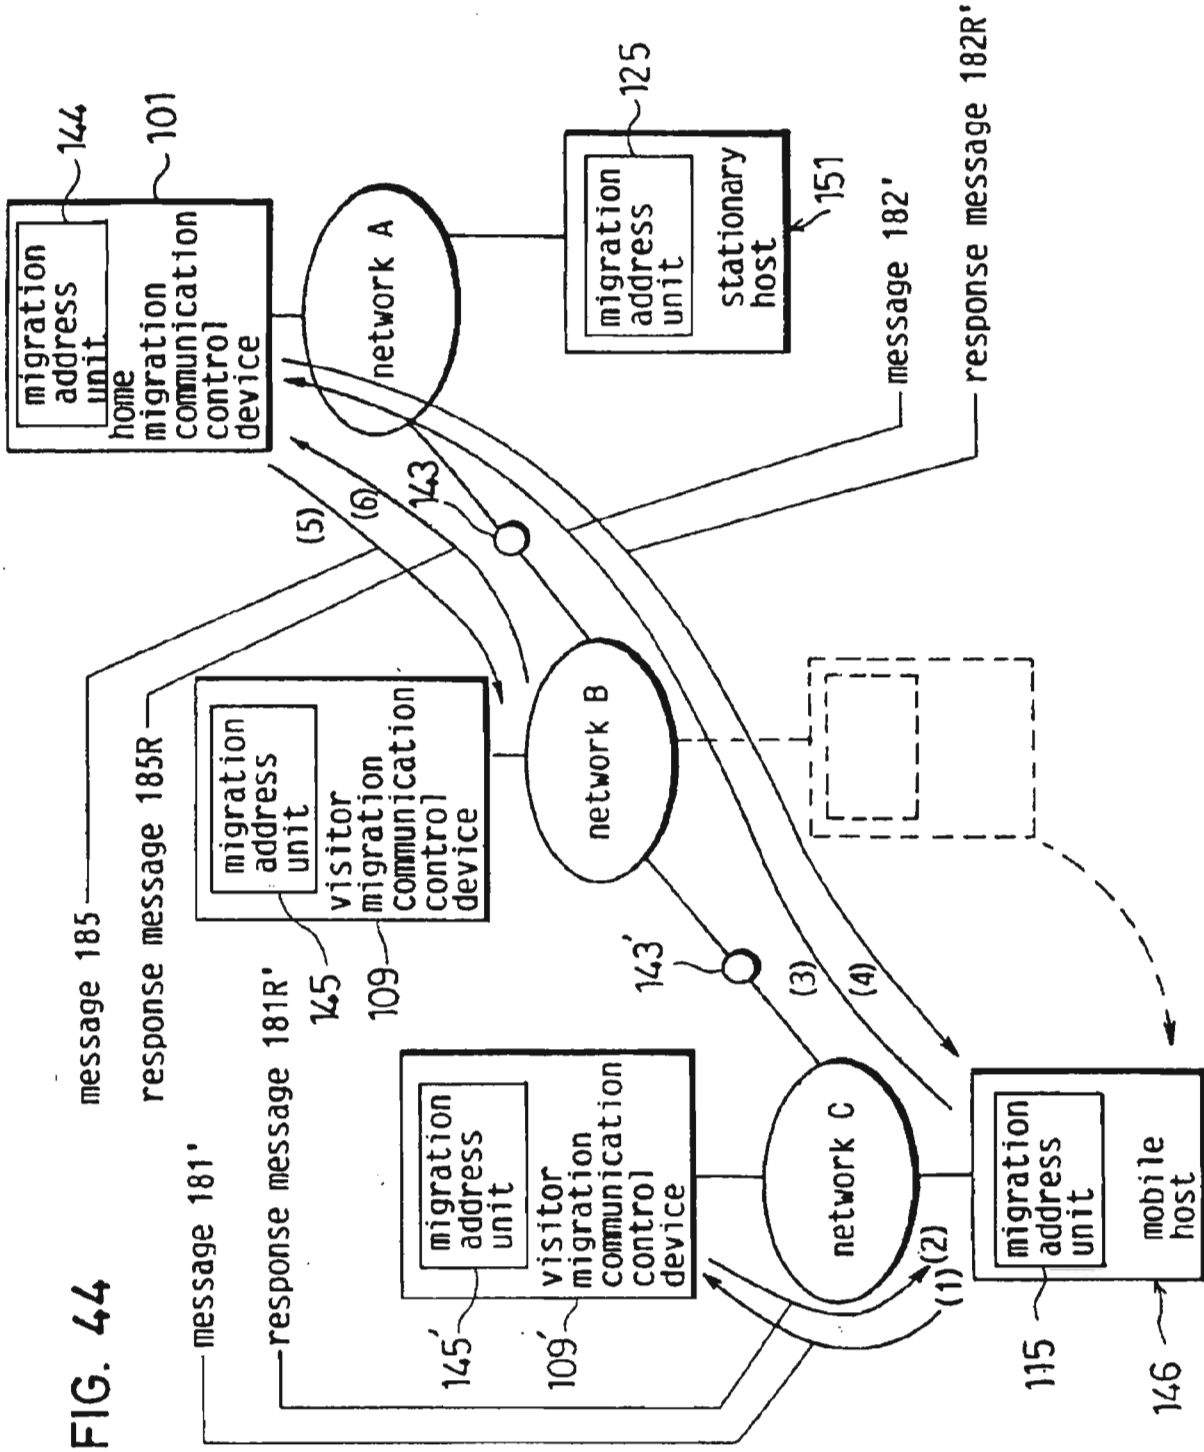 FIG. 44
message 181'
response message 181R'
message 185
response message 185R
migration
address
unit
144
home
migration
communication
control
device
101
migration
address
unit
145
visitor
migration
communication
control
device
109
migration
address
unit
145'
visitor
migration
communication
control
device
109'
network A
network B
network C
143
143'
(1)
(2)
(3)
(4)
(5)
(6)
migration
address
unit
125
stationary
host
151
message 182'
response message 182R'
migration
address
unit
115
mobile
host
146